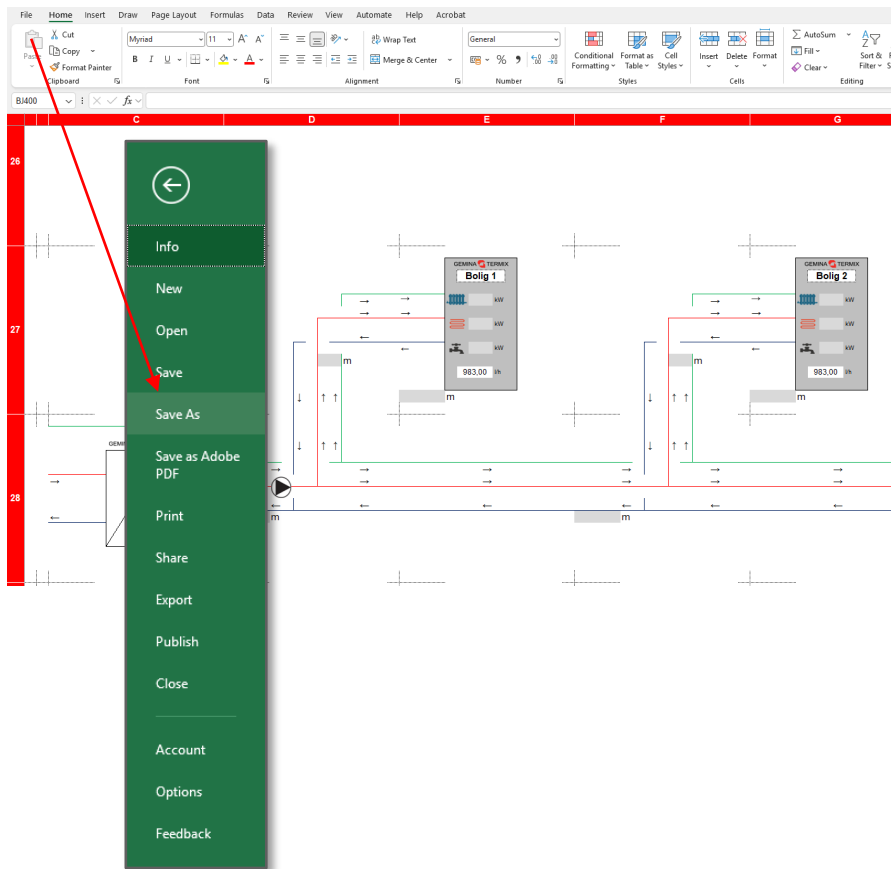 File Home Insert Draw Page Layout Formulas Data Review View Automate Help Acrobat
Cut
Copy
Format Painter
Paste
Clipboard
Myriad 11 A^ A˅
B I U A
Font
Wrap Text
Merge & Center
Alignment
General
% 9
Number
Conditional Formatting
Format as Table
Cell Styles
Styles
Insert Delete Format
Cells
AutoSum
Fill
Clear
Sort & Filter
Editing
BJ400 fx
C D E F G
26
27
28
Info
New
Open
Save
Save As
Save as Adobe
PDF
Print
Share
Export
Publish
Close
Account
Options
Feedback
GEMINA TERMIX
Bolig 1
kW
kW
kW
983,00 l/h
m
m
GEMINA TERMIX
Bolig 2
kW
kW
kW
983,00 l/h
m
m
m
m